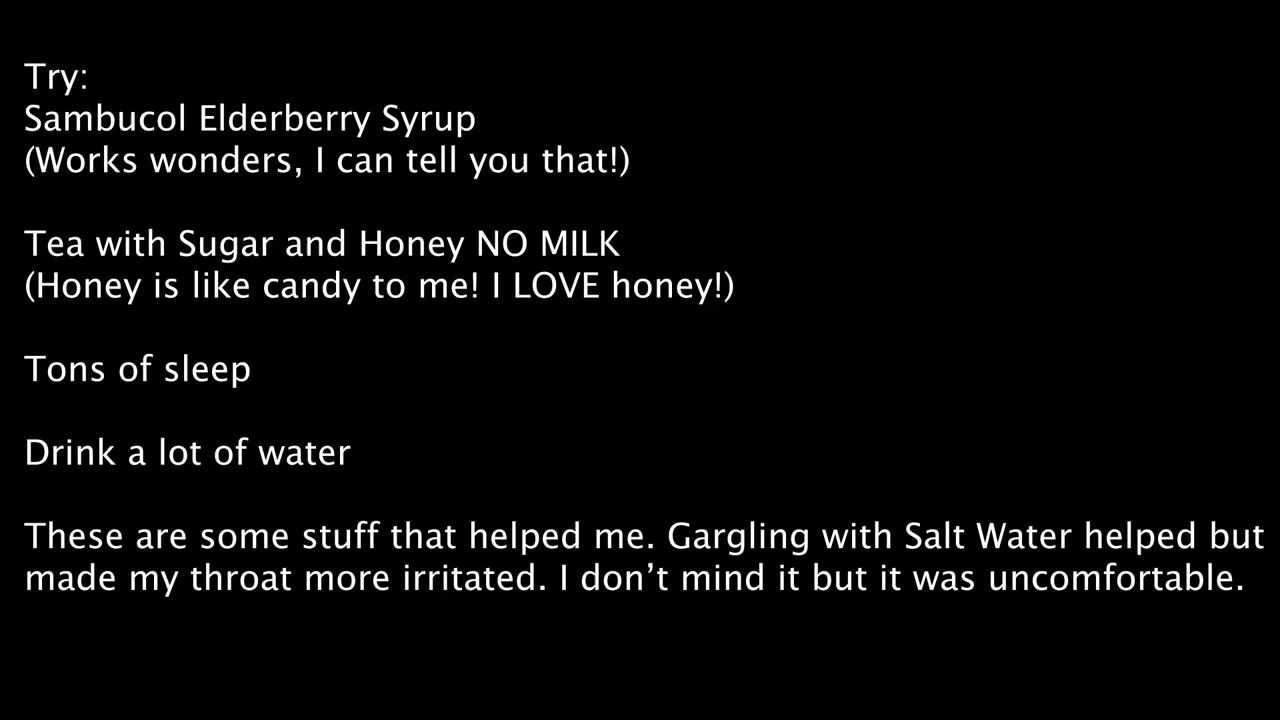 Try:
Sambucol Elderberry Syrup
(Works wonders, I can tell you that!)
Tea with Sugar and Honey NO MILK
(Honey is like candy to me! I LOVE honey!)
Tons of sleep
Drink a lot of water
These are some stuff that helped me. Gargling with Salt Water helped but
made my throat more irritated. I don’t mind it but it was uncomfortable.